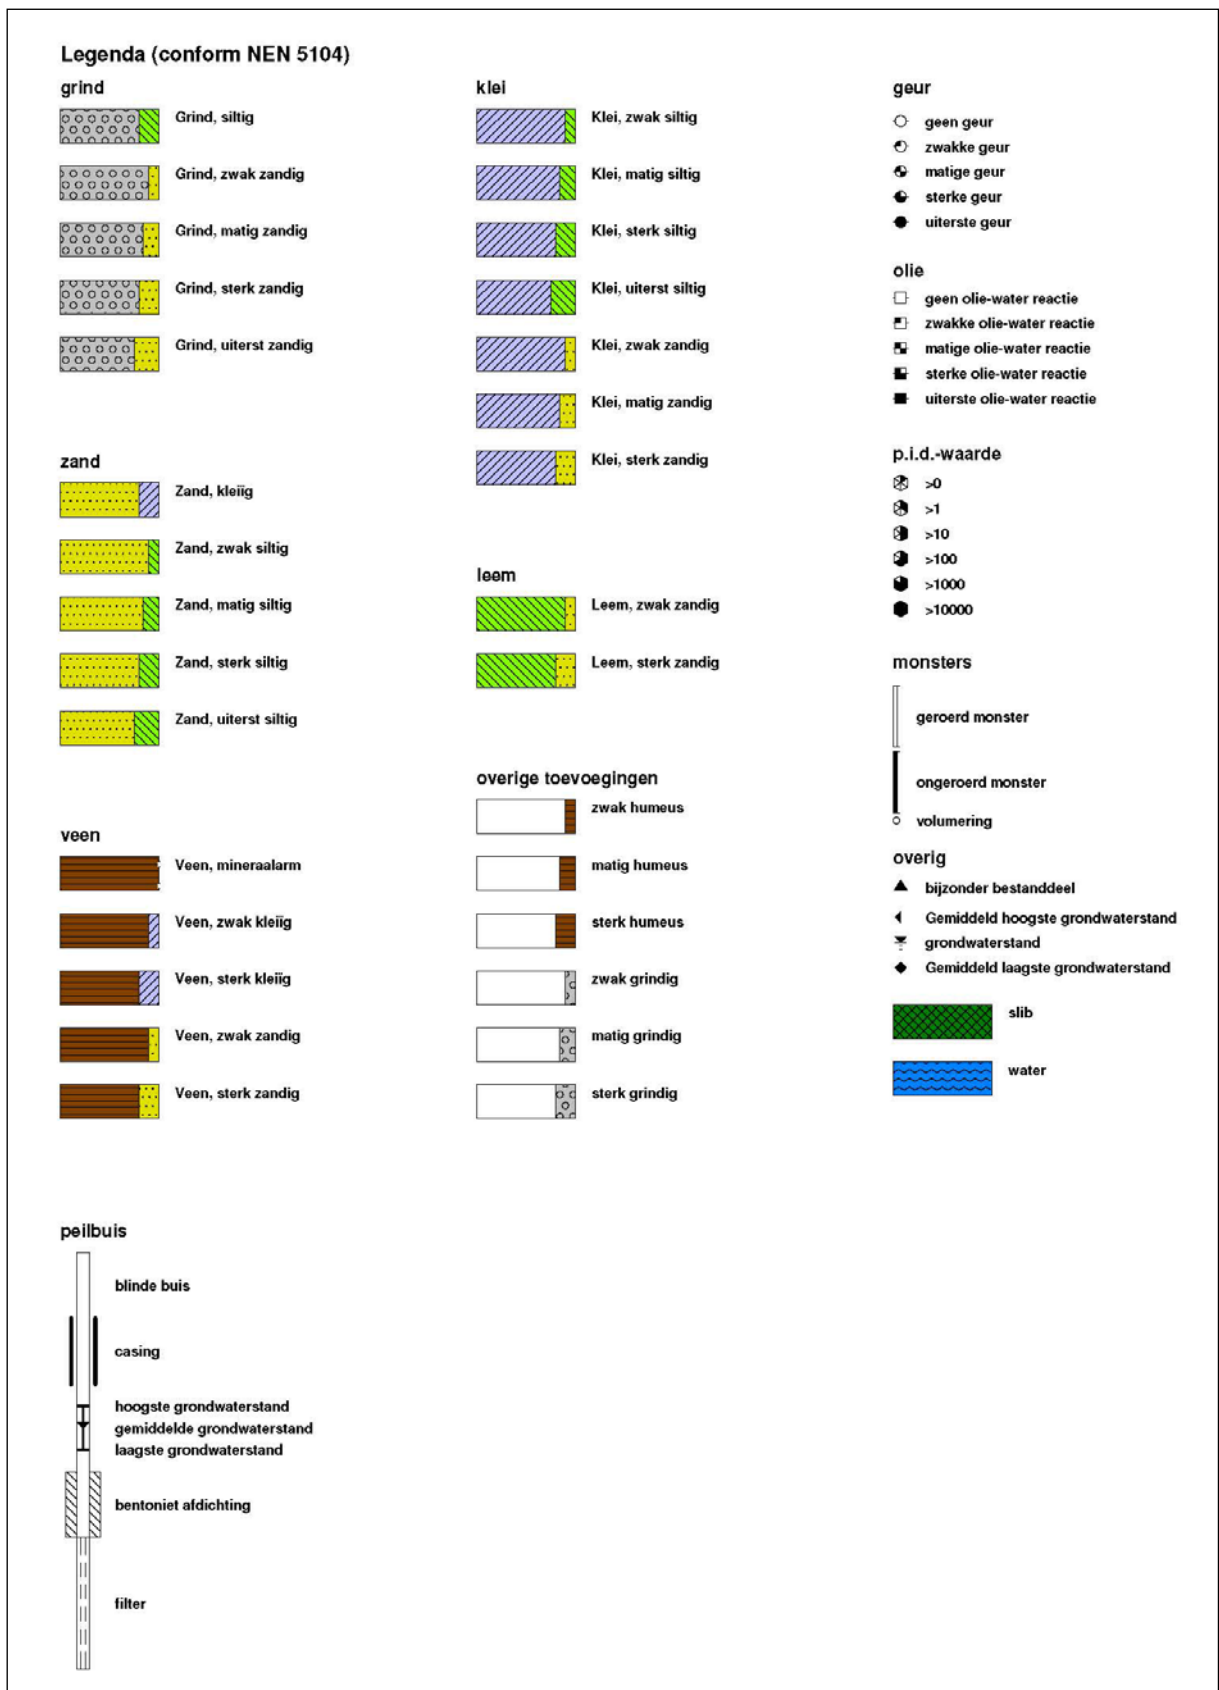 Legenda (conform NEN 5104)
grind
Grind, siltig
Grind, zwak zandig
Grind, matig zandig
Grind, sterk zandig
Grind, uiterst zandig
zand
Zand, kleiïg
Zand, zwak siltig
Zand, matig siltig
Zand, sterk siltig
Zand, uiterst siltig
veen
Veen, mineraalarm
Veen, zwak kleiïg
Veen, sterk kleiïg
Veen, zwak zandig
Veen, sterk zandig
peilbuis
blinde buis
casing
hoogste grondwaterstand
gemiddelde grondwaterstand
laagste grondwaterstand
bentoniet afdichting
filter
klei
Klei, zwak siltig
Klei, matig siltig
Klei, sterk siltig
Klei, uiterst siltig
Klei, zwak zandig
Klei, matig zandig
Klei, sterk zandig
leem
Leem, zwak zandig
Leem, sterk zandig
overige toevoegingen
zwak humeus
matig humeus
sterk humeus
zwak grindig
matig grindig
sterk grindig
geur
geen geur
zwakke geur
matige geur
sterke geur
uiterste geur
olie
geen olie-water reactie
zwakke olie-water reactie
matige olie-water reactie
sterke olie-water reactie
uiterste olie-water reactie
p.i.d.-waarde
>0
>1
>10
>100
>1000
>10000
monsters
geroerd monster
ongeroerd monster
volumering
overig
bijzonder bestanddeel
Gemiddeld hoogste grondwaterstand
grondwaterstand
Gemiddeld laagste grondwaterstand
slib
water